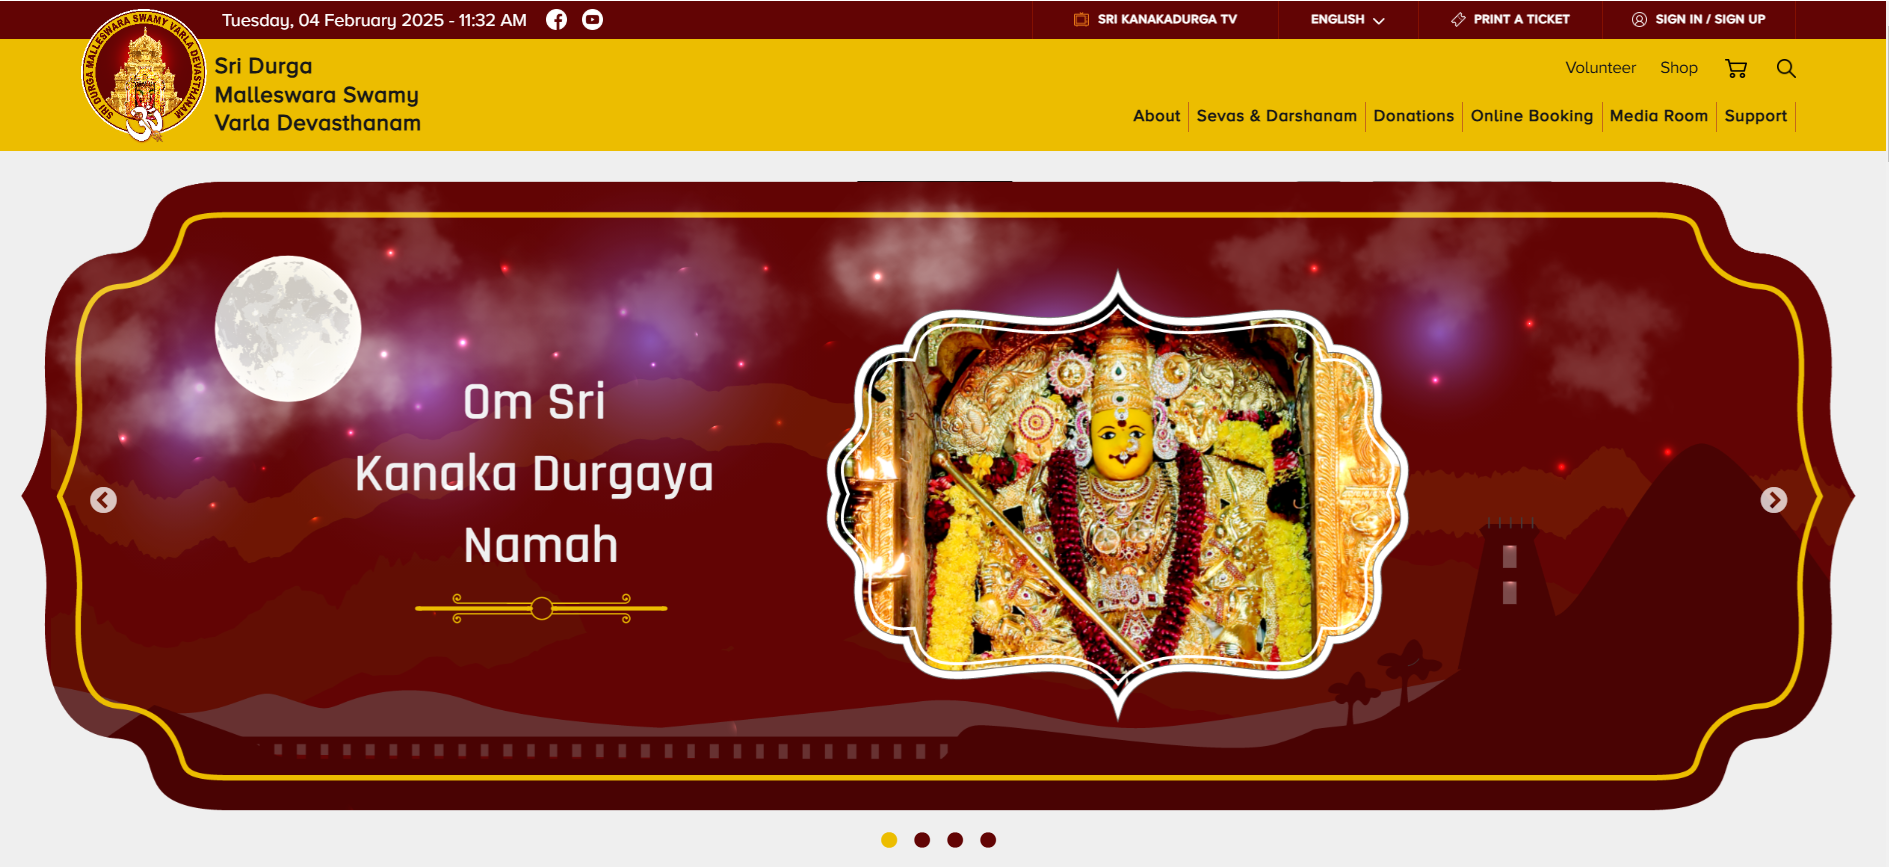 Tuesday, 04 February 2025 - 11:32 AM
SRI KANAKADURGA TV
ENGLISH
PRINT A TICKET
SIGN IN / SIGN UP
SRI DURGA MALLESWARA SWAMY VARLA DEVASTHANAM
ॐ
Sri Durga
Malleswara Swamy
Varla Devasthanam
Volunteer
Shop
About
Sevas & Darshanam
Donations
Online Booking
Media Room
Support
Om Sri
Kanaka Durgaya
Namah